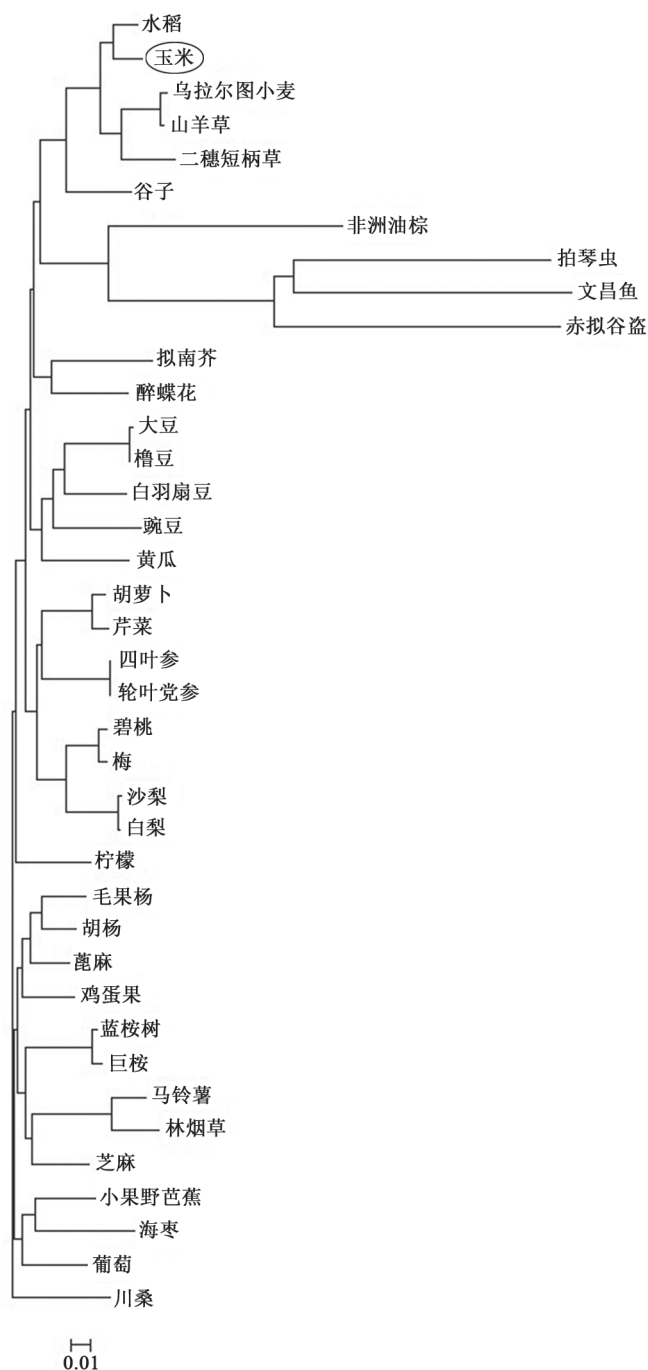 水稻
玉米
乌拉尔图小麦
山羊草
二穗短柄草
谷子
非洲油棕
拍琴虫
文昌鱼
赤拟谷盗
拟南芥
醉蝶花
大豆
橹豆
白羽扇豆
豌豆
黄瓜
胡萝卜
芹菜
四叶参
轮叶党参
碧桃
梅
沙梨
白梨
柠檬
毛果杨
胡杨
蓖麻
鸡蛋果
蓝桉树
巨桉
马铃薯
林烟草
芝麻
小果野芭蕉
海枣
葡萄
川桑
0.01